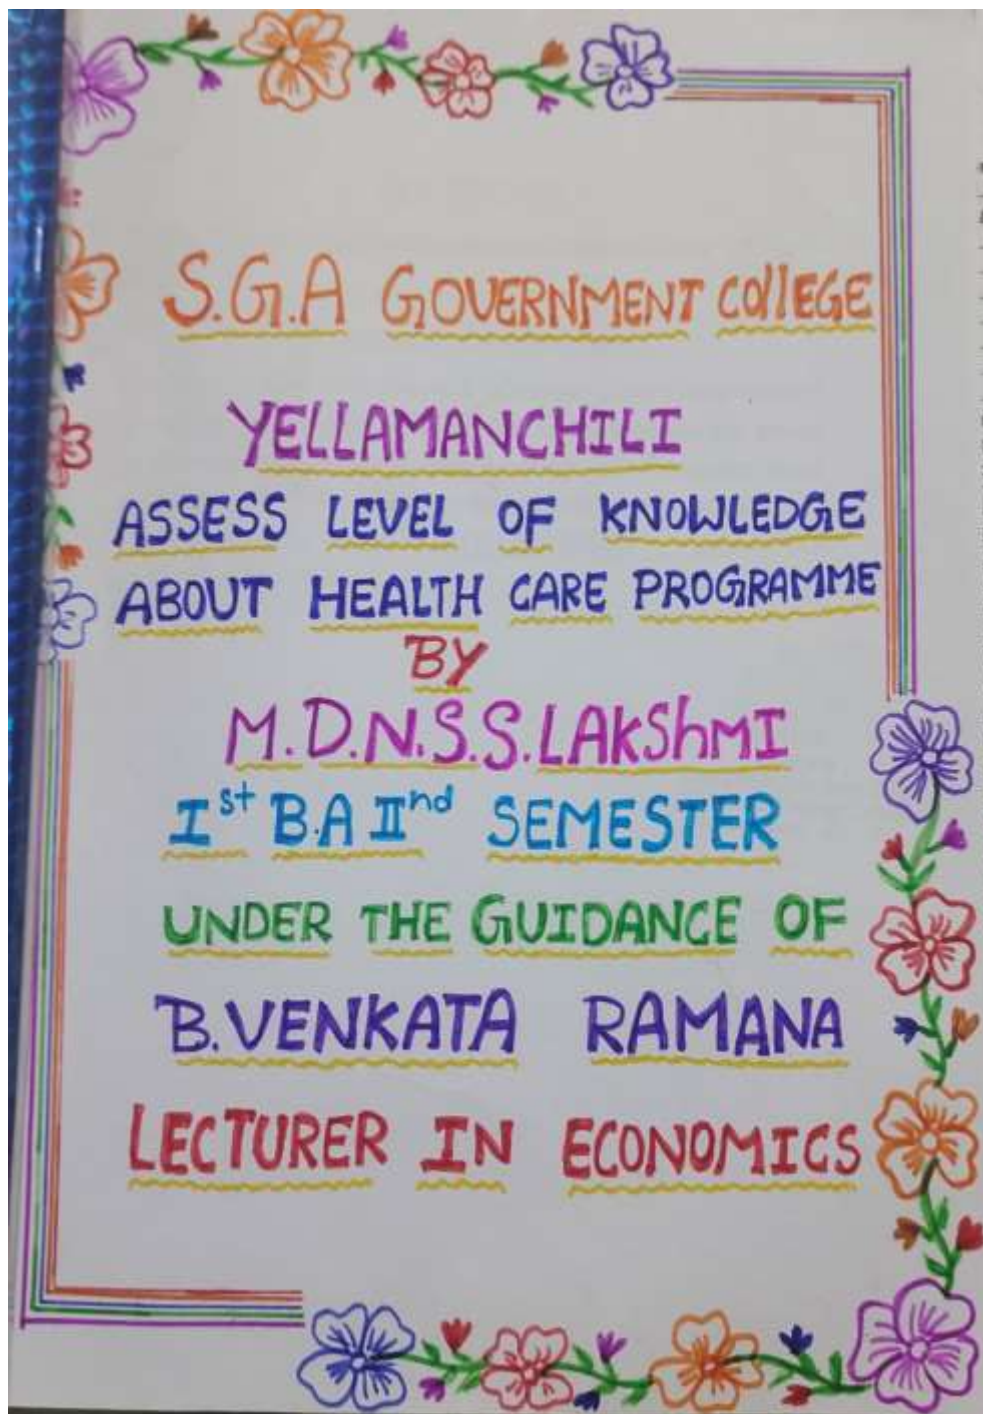 S.G.A GOVERNMENT COllEGE
YELLAMANCHILI
ASSESS LEVEL OF KNOWLEDGE
ABOUT HEALTH CARE PROGRAMME
BY
M.D.N.S.S.LAKShMI
Ist B.A IInd SEMESTER
UNDER THE GUIDANCE OF
B.VENKATA RAMANA
LECTURER IN ECONOMICS